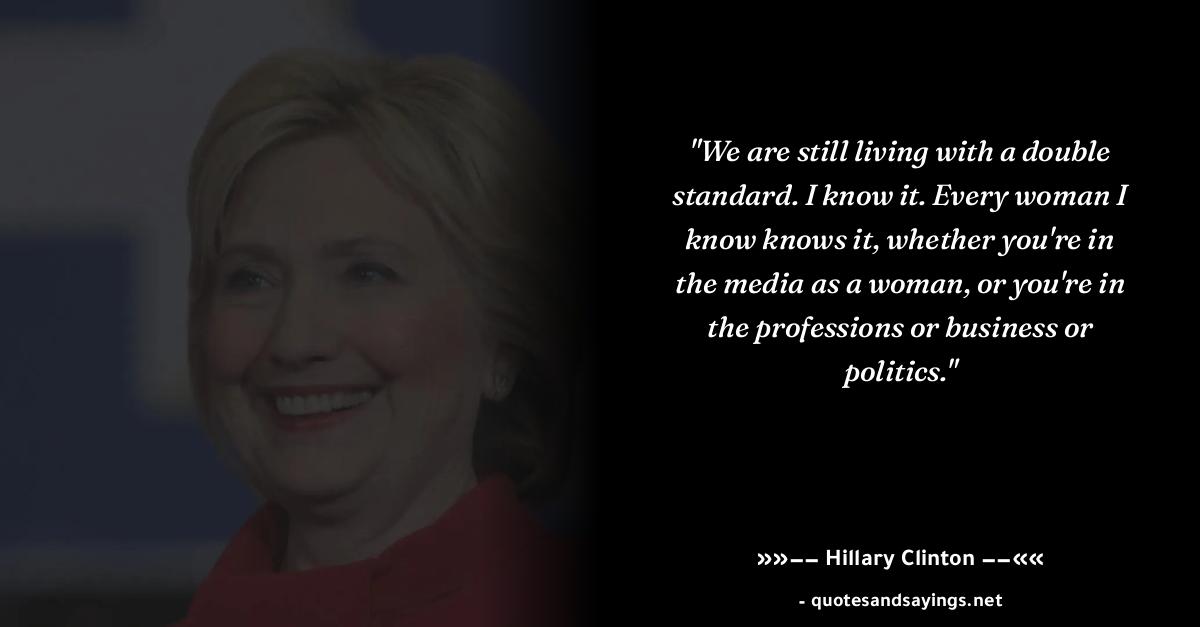 "We are still living with a double
standard. I know it. Every woman I
know knows it, whether you're in
the media as a woman, or you're in
the professions or business or
politics."
»»–– Hillary Clinton ––««
- quotesandsayings.net